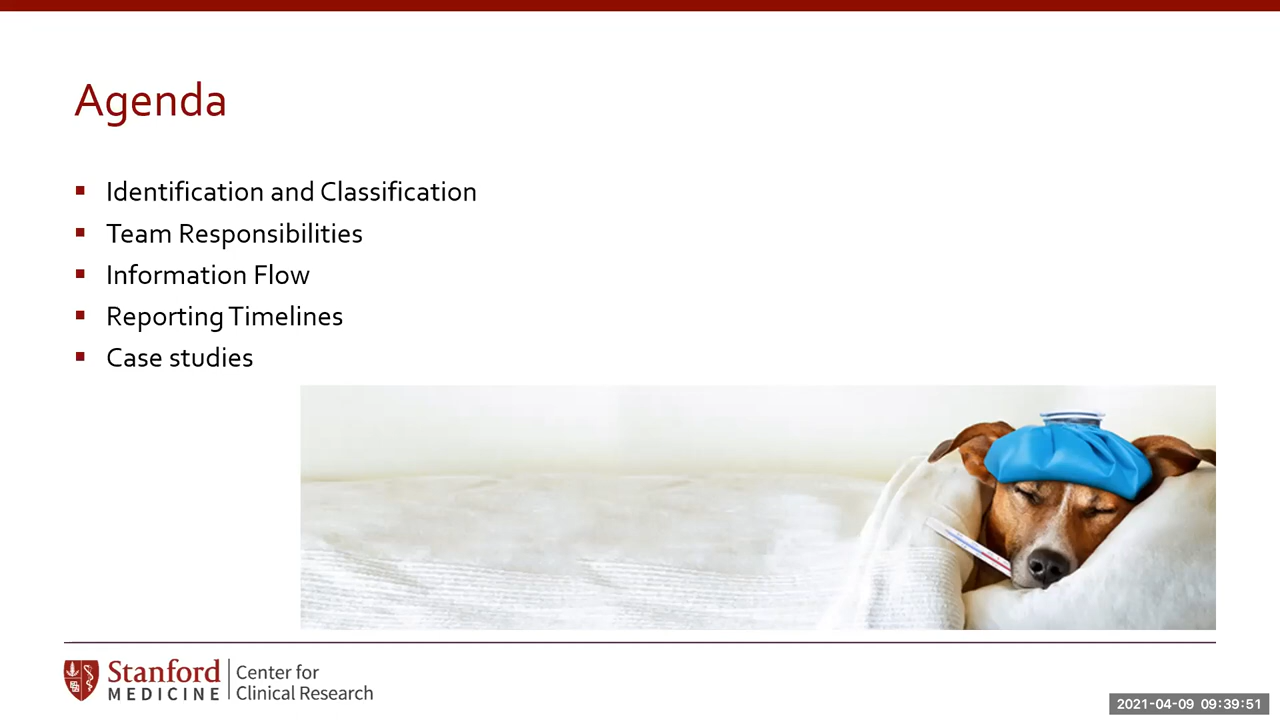 Agenda
Identification and Classification
Team Responsibilities
Information Flow
Reporting Timelines
Case studies
Stanford
MEDICINE
Center for
Clinical Research
2021-04-09 09:39:51